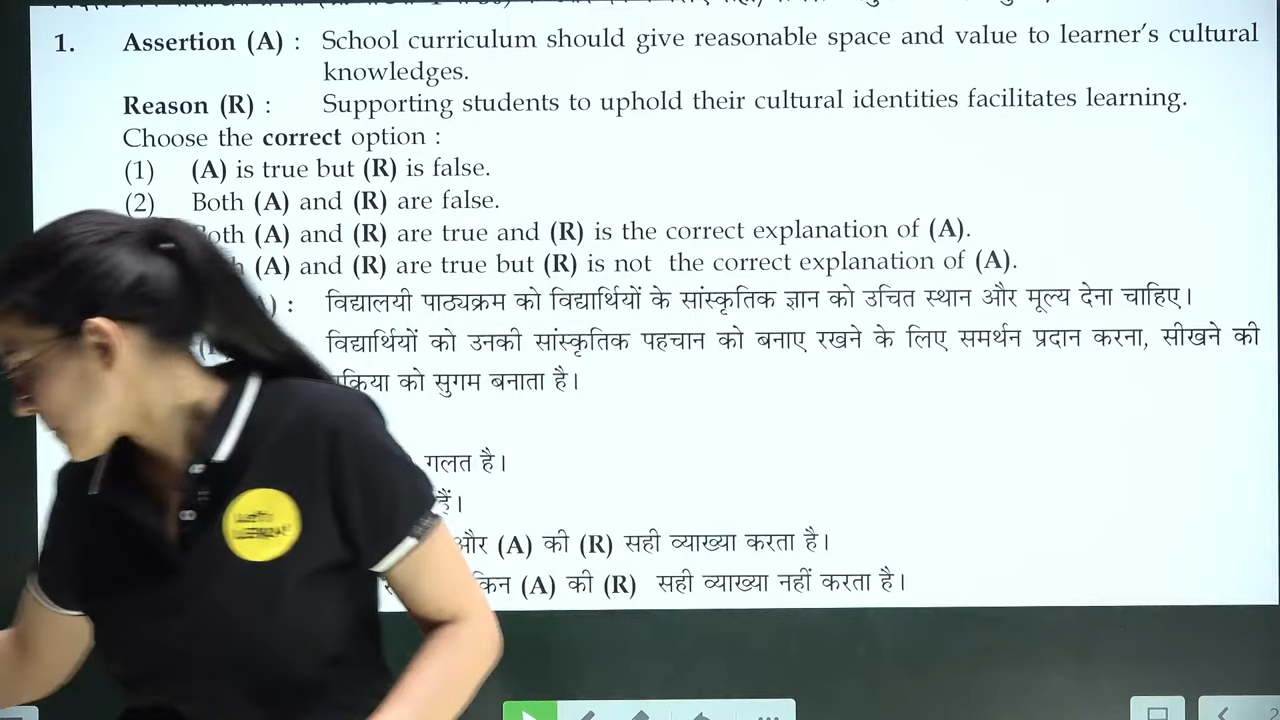 1. Assertion (A) : School curriculum should give reasonable space and value to learner's cultural
knowledges.
Reason (R) : Supporting students to uphold their cultural identities facilitates learning.
Choose the correct option :
(1) (A) is true but (R) is false.
(2) Both (A) and (R) are false.
(A) and (R) are true and (R) is the correct explanation of (A).
(A) and (R) are true but (R) is not the correct explanation of (A).
: विद्यालयी पाठ्यक्रम को विद्यार्थियों के सांस्कृतिक ज्ञान को उचित स्थान और मूल्य देना चाहिए।
विद्यार्थियों को उनकी सांस्कृतिक पहचान को बनाए रखने के लिए समर्थन प्रदान करना, सीखने की
को सुगम बनाता है।
गलत है।
हैं।
और (A) की (R) सही व्याख्या करता है।
(A) की (R) सही व्याख्या नहीं करता है।